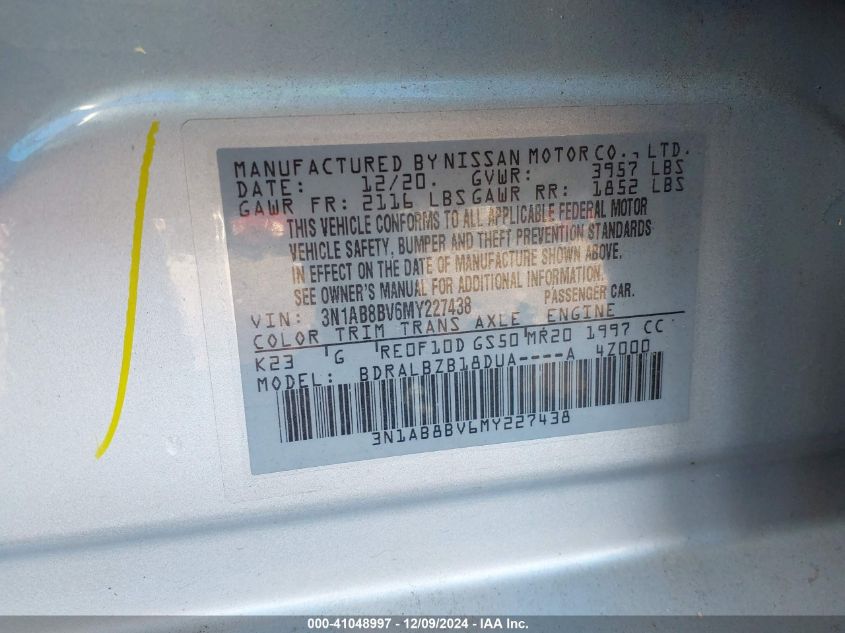 MANUFACTURED BY NISSAN MOTOR CO., LTD.
DATE: 12/20. GVWR: 3957 LBS
GAWR FR: 2116 LBS GAWR RR: 1852 LBS
THIS VEHICLE CONFORMS TO ALL APPLICABLE FEDERAL MOTOR
VEHICLE SAFETY, BUMPER AND THEFT PREVENTION STANDARDS
IN EFFECT ON THE DATE OF MANUFACTURE SHOWN ABOVE.
SEE OWNER'S MANUAL FOR ADDITIONAL INFORMATION.
VIN: 3N1AB8BV6MY227438 PASSENGER CAR.
COLOR TRIM TRANS AXLE ENGINE
K23 G RE0F10D GS50 MR20 1997 CC
MODEL: BDRALBZB18DUA----A 4Z000
3N1AB8BV6MY227438
000-41048997 - 12/09/2024 - IAA Inc.